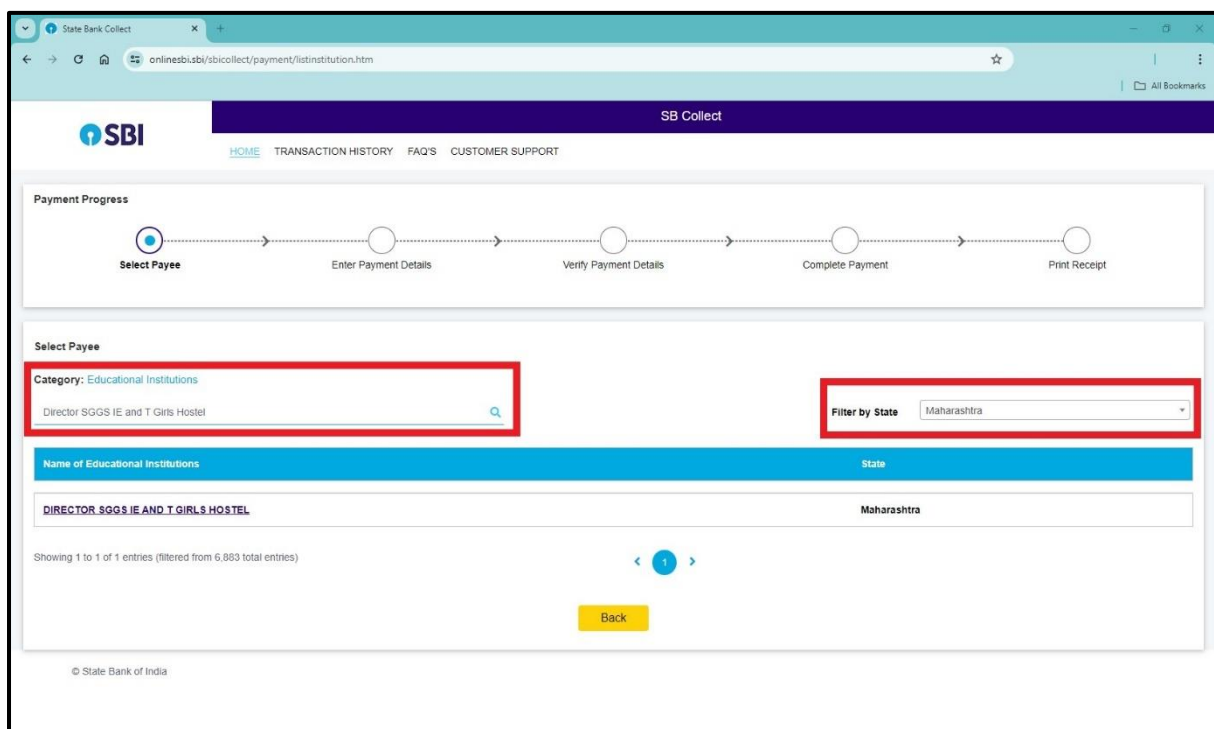 State Bank Collect
onlinesbi.sbi/sbicollect/payment/listinstitution.htm
All Bookmarks
SBI
SB Collect
HOME TRANSACTION HISTORY FAQ'S CUSTOMER SUPPORT
Payment Progress
Select Payee Enter Payment Details Verify Payment Details Complete Payment Print Receipt
Select Payee
Category: Educational Institutions
Director SGGS IE and T Girls Hostel
Filter by State Maharashtra
Name of Educational Institutions State
DIRECTOR SGGS IE AND T GIRLS HOSTEL Maharashtra
Showing 1 to 1 of 1 entries (filtered from 6,883 total entries)
1
Back
© State Bank of India